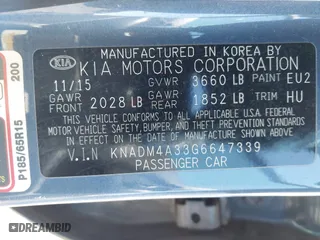 MANUFACTURED IN KOREA BY
KIA KIA MOTORS CORPORATION
11/15 GVWR 3660 LB PAINT EU2
GAWR FRONT 2028 LB GAWR REAR 1852 LB TRIM HU
THIS VEHICLE CONFORMS TO ALL APPLICABLE FEDERAL
MOTOR VEHICLE SAFETY, BUMPER, AND THEFT PREVENTION STANDARDS
IN EFFECT ON THE DATE OF MANUFACTURE SHOWN ABOVE.
V.I.N KNADM4A33G6647339
PASSENGER CAR
200
P185/65R15